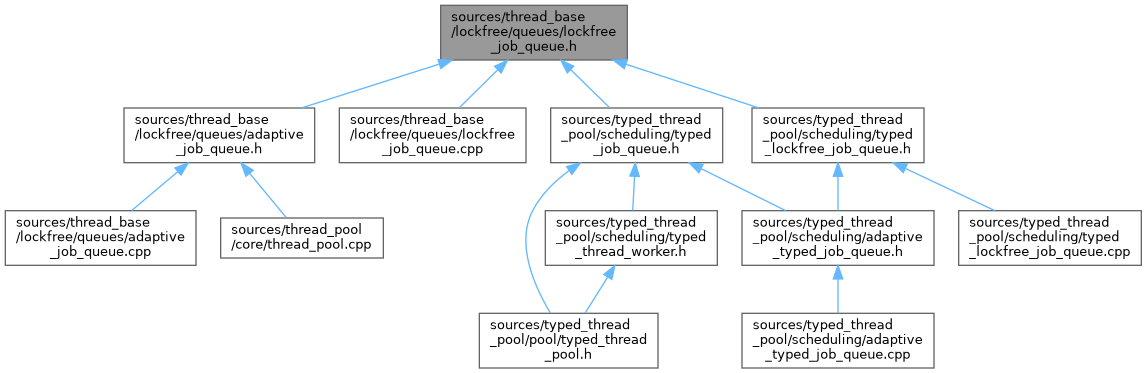 sources/thread_base
/lockfree/queues/lockfree
_job_queue.h
sources/thread_base
/lockfree/queues/adaptive
_job_queue.h
sources/thread_base
/lockfree/queues/lockfree
_job_queue.cpp
sources/typed_thread
_pool/scheduling/typed
_job_queue.h
sources/typed_thread
_pool/scheduling/typed
_lockfree_job_queue.h
sources/thread_base
/lockfree/queues/adaptive
_job_queue.cpp
sources/thread_pool
/core/thread_pool.cpp
sources/typed_thread
_pool/scheduling/typed
_thread_worker.h
sources/typed_thread
_pool/scheduling/adaptive
_typed_job_queue.h
sources/typed_thread
_pool/scheduling/typed
_lockfree_job_queue.cpp
sources/typed_thread
_pool/pool/typed_thread
_pool.h
sources/typed_thread
_pool/scheduling/adaptive
_typed_job_queue.cpp